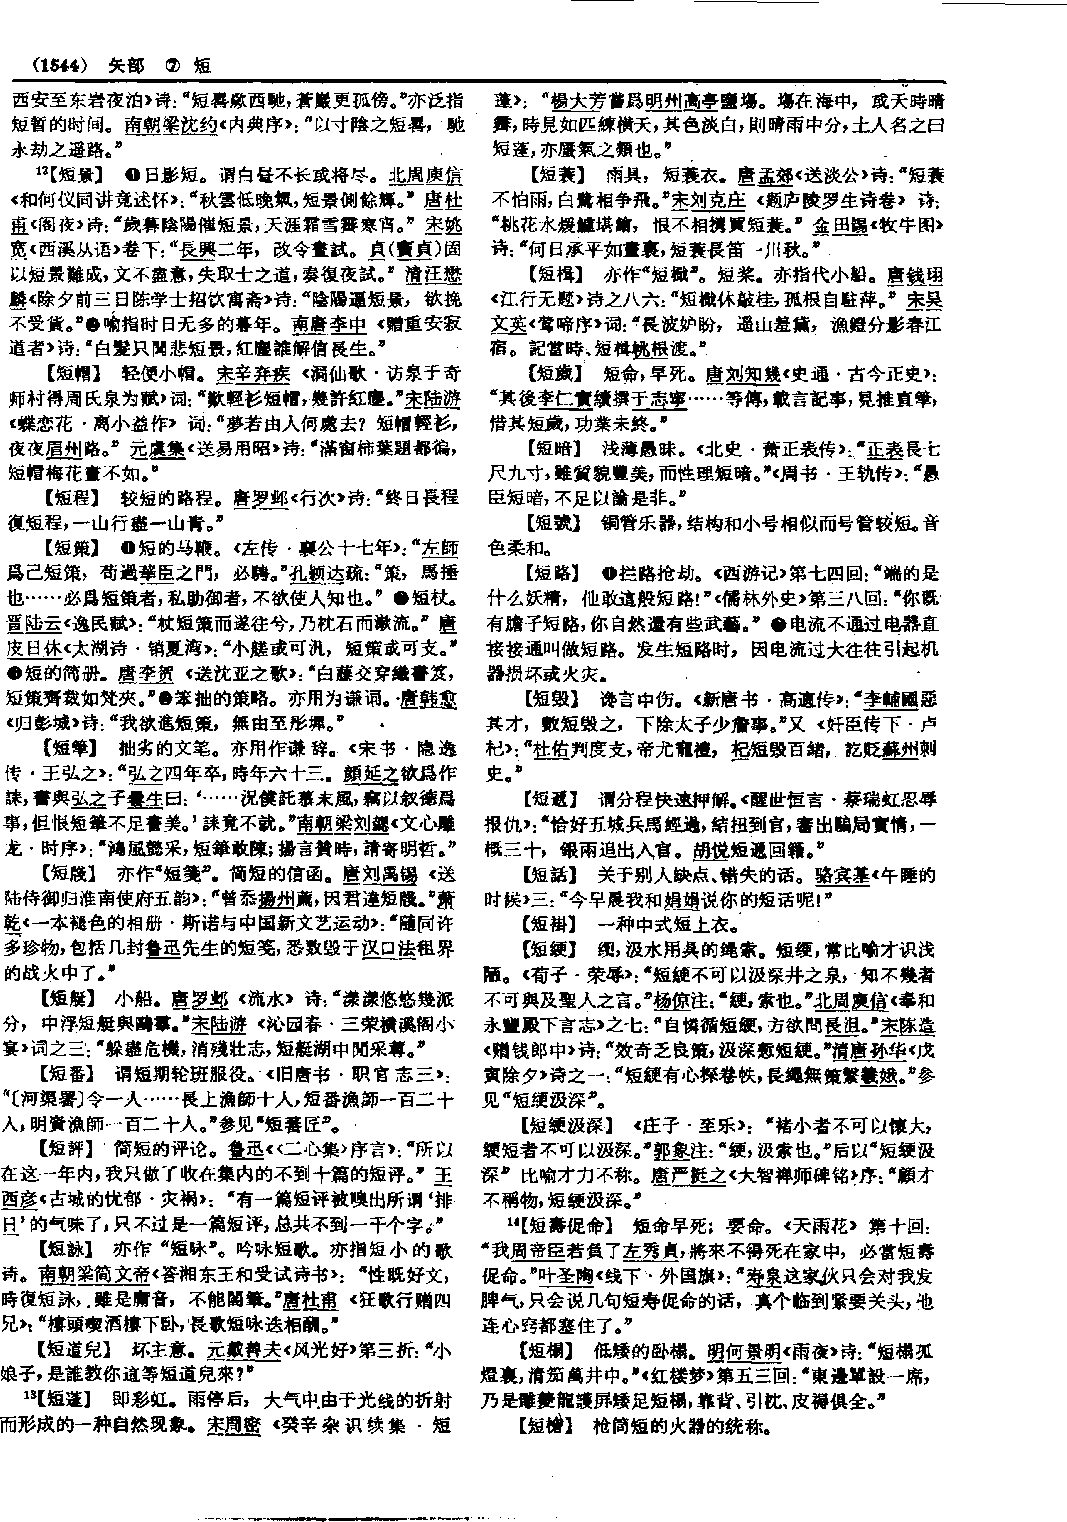 (1544) 矢部 ⑦ 短
西安至东岩夜泊》诗：“短晷欻西馳，蒼巖更孤傍。”亦泛指
短暂的时间。南朝梁沈约《内典序》：“以寸陰之短晷，馳
永劫之遥路。”
12【短景】 ❶日影短。谓白昼不长或将尽。北周庾信
《和何仪同讲竟述怀》：“秋雲低晚氣，短景側餘輝。”唐杜
甫《阁夜》诗：“歲暮陰陽催短景，天涯霜雪霽寒宵。”宋姚
宽《西溪丛语》卷下：“長興二年，改令晝試。貞(竇貞)固
以短景難成，文不盡意，失取士之道，奏復夜試。”清汪懋
麟《除夕前三日陈学士招饮寓斋》诗：“陰陽逼短景，欲挽
不受貲。”❷喻指时日无多的暮年。南唐李中《赠重安寂
道者》诗：“白髮只聞悲短景，紅塵誰解信長生。”
【短帽】 轻便小帽。宋辛弃疾《洞仙歌·访泉于奇
师村得周氏泉为赋》词：“歎輕衫短帽，幾許紅塵。”宋陆游
《蝶恋花·离小益作》词：“夢若由人何處去？短帽輕衫，
夜夜眉州路。”元虞集《送易用昭》诗：“滿窗柿葉題都徧，
短帽梅花畫不如。”
【短程】 较短的路程。唐罗邺《行次》诗：“終日長程
復短程，一山行盡一山青。”
【短策】 ❶短的马鞭。《左传·襄公十七年》：“左師
爲己短策，苟過華臣之門，必騁。”孔颖达疏：“策，馬捶
也……必爲短策者，私助御者，不欲使人知也。”❷短杖。
晋陆云《逸民赋》：“杖短策而遂往兮，乃枕石而漱流。”唐
皮日休《太湖诗·销夏湾》：“小艖或可汎，短策或可支。”
❸短的简册。唐李贺《送沈亚之歌》：“白藤交穿織書笈，
短策齊裁如梵夾。”❹笨拙的策略。亦用为谦词。唐韩愈
《归彭城》诗：“我欲進短策，無由至彤墀。”
【短筆】 拙劣的文笔。亦用作谦辞。《宋书·隐逸
传·王弘之》：“弘之四年卒，時年六十三。顔延之欲爲作
誄，書與弘之子曇生曰：‘……況僕託慕末風，竊以叙德爲
事，但恨短筆不足書美。’誄竟不就。”南朝梁刘勰《文心雕
龙·时序》：“鴻風懿采，短筆敢陳；揚言贊時，請寄明哲。”
【短牋】 亦作“短箋”。简短的信函。唐刘禹锡《送
陆侍御归淮南使府五韵》：“曾忝揚州薦，因君達短牋。”萧
乾《一本褪色的相册·斯诺与中国新文艺运动》：“随同许
多珍物，包括几封鲁迅先生的短笺，悉数毁于汉口法租界
的战火中了。”
【短艇】 小船。唐罗邺《流水》诗：“漾漾悠悠幾派
分，中浮短艇與鷗羣。”宋陆游《沁园春·三荣横溪阁小
宴》词之三：“躲盡危機，消殘壯志，短艇湖中閒采蓴。”
【短番】 谓短期轮班服役。《旧唐书·职官志三》：
“〔河渠署〕令一人……長上漁師十人，短番漁師一百二十
人，明資漁師一百二十人。”参见“短蕃匠”。
【短評】 简短的评论。鲁迅《〈二心集〉序言》：“所以
在这一年内，我只做了收在集内的不到十篇的短评。”王
西彦《古城的忧郁·灾祸》：“有一篇短评被嗅出所谓‘排
日’的气味了，只不过是一篇短评，总共不到一千个字。”
【短詠】 亦作“短咏”。吟咏短歌。亦指短小的歌
诗。南朝梁简文帝《答湘东王和受试诗书》：“性既好文，
時復短詠，雖是庸音，不能閣筆。”唐杜甫《狂歌行赠四
兄》：“樓頭喫酒樓下卧，長歌短咏迭相酬。”
【短道兒】 坏主意。元戴善夫《风光好》第三折：“小
娘子，是誰教你這等短道兒來？”
13【短蓬】 即彩虹。雨停后，大气中由于光线的折射
而形成的一种自然现象。宋周密《癸辛杂识续集·短
蓬》：“楊大芳嘗爲明州高亭鹽場。場在海中，或天時晴
霽，時見如匹練横天，其色淡白，則晴雨中分，土人名之曰
短蓬，亦蜃氣之類也。”
【短蓑】 雨具，短蓑衣。唐孟郊《送淡公》诗：“短蓑
不怕雨，白鷺相争飛。”宋刘克庄《题庐陵罗生诗卷》诗：
“桃花水煖鱸堪鱠，恨不相携買短蓑。”金田锡《牧牛图》
诗：“何日承平如畫裏，短蓑長笛一川秋。”
【短楫】 亦作“短檝”。短桨。亦指代小船。唐钱珝
《江行无题》诗之八六：“短檝休敲桂，孤根自駐萍。”宋吴
文英《莺啼序》词：“長波妒盼，遥山羞黛，漁鐙分影春江
宿。記當時、短楫桃根渡。”
【短歲】 短命，早死。唐刘知幾《史通·古今正史》：
“其後李仁實續撰于志寧……等傳，載言記事，見推直筆，
惜其短歲，功業未終。”
【短暗】 浅薄愚昧。《北史·萧正表传》：“正表長七
尺九寸，雖質貌豐美，而性理短暗。”《周书·王轨传》：“愚
臣短暗，不足以論是非。”
【短號】 铜管乐器，结构和小号相似而号管较短。音
色柔和。
【短路】 ❶拦路抢劫。《西游记》第七四回：“端的是
什么妖精，他敢這般短路！”《儒林外史》第三八回：“你既
有膽子短路，你自然還有些武藝。”❷电流不通过电器直
接接通叫做短路。发生短路时，因电流过大往往引起机
器损坏或火灾。
【短毁】 谗言中伤。《新唐书·高適传》：“李輔國惡
其才，數短毁之，下除太子少詹事。”又《奸臣传下·卢
杞》：“杜佑判度支，帝尤寵禮，杞短毁百緒，訖貶蘇州刺
史。”
【短遞】 谓分程快速押解。《醒世恒言·蔡瑞虹忍辱
报仇》：“恰好五城兵馬經過，結扭到官，審出騙局實情，一
概三十，銀兩追出入官。胡悦短遞回籍。”
【短話】 关于别人缺点、错失的话。骆宾基《午睡的
时候》三：“今早晨我和娟娟说你的短话呢！”
【短褂】 一种中式短上衣。
【短綆】 绠，汲水用具的绳索。短绠，常比喻才识浅
陋。《荀子·荣辱》：“短綆不可以汲深井之泉，知不幾者
不可與及聖人之言。”杨倞注：“綆，索也。”北周庾信《奉和
永豐殿下言志》之七：“自憐循短綆，方欲問長沮。”宋陈造
《赠钱郎中》诗：“效奇乏良策，汲深慙短綆。”清唐孙华《戊
寅除夕》诗之一：“短綆有心探卷帙，長繩無策繫羲娥。”参
见“短绠汲深”。
【短綆汲深】 《庄子·至乐》：“褚小者不可以懷大，
綆短者不可以汲深。”郭象注：“綆，汲索也。”后以“短綆汲
深”比喻才力不称。唐严挺之《大智禅师碑铭》序：“顧才
不稱物，短綆汲深。”
14【短壽促命】 短命早死；要命。《天雨花》第十回：
“我周帝臣若負了左秀貞，將來不得死在家中，必當短壽
促命。”叶圣陶《线下·外国旗》：“寿泉这家伙只会对我发
脾气，只会说几句短寿促命的话，真个临到紧要关头，他
连心窍都塞住了。”
【短榻】 低矮的卧榻。明何景明《雨夜》诗：“短榻孤
燈裏，清笳萬井中。”《红楼梦》第五三回：“東邊單設一席，
乃是雕夔龍護屏矮足短榻，靠背、引枕、皮褥俱全。”
【短槍】 枪筒短的火器的统称。